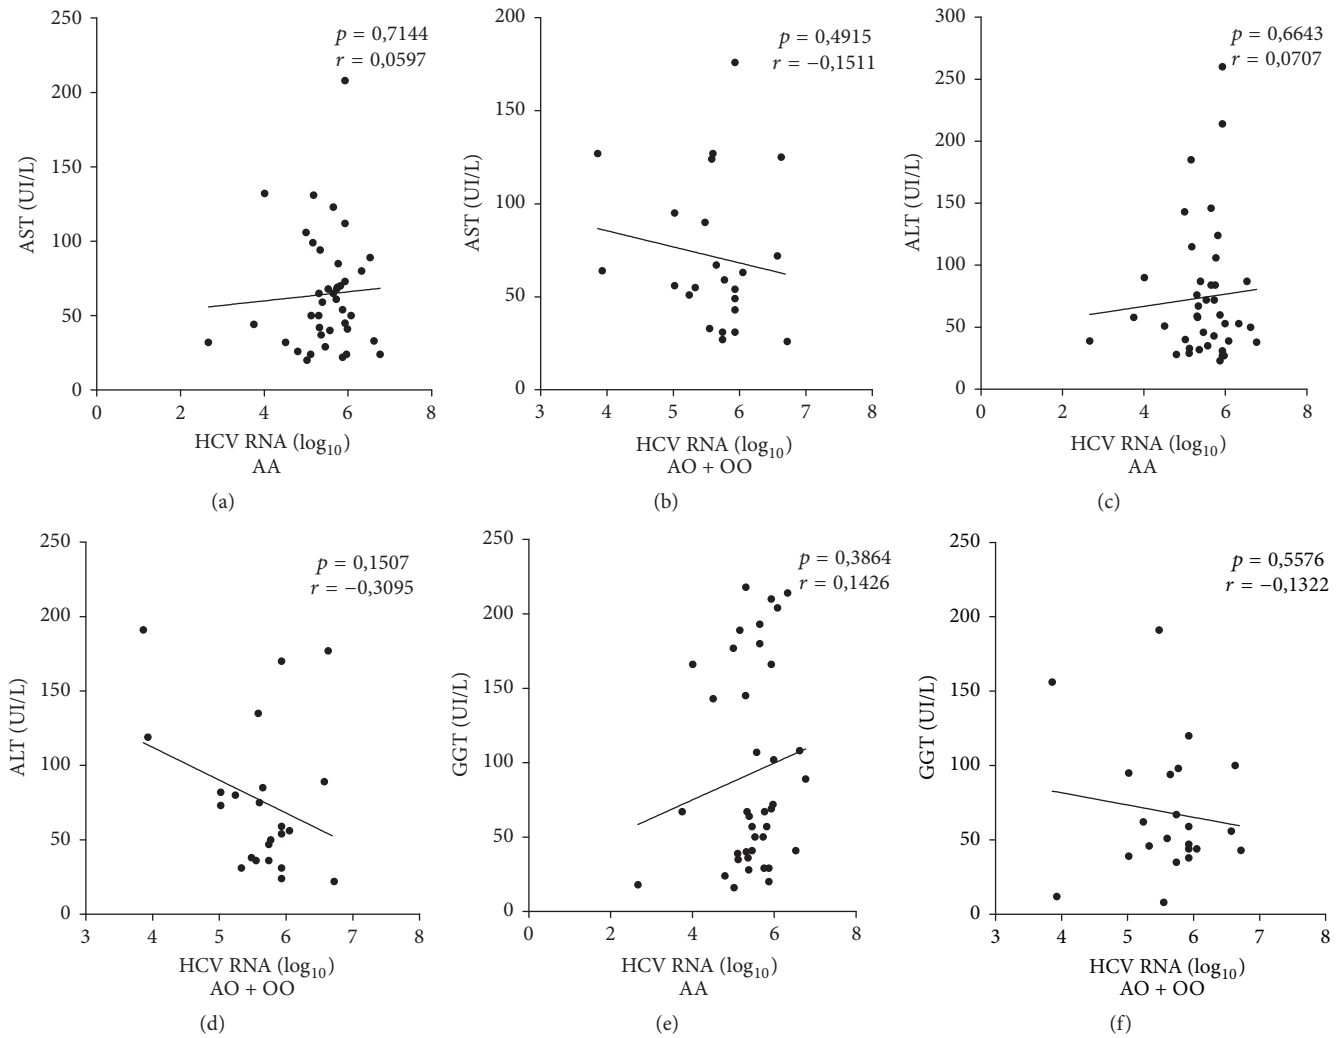 250
200
150
100
50
0
AST (UI/L)
p = 0,7144
r = 0,0597
0 2 4 6 8
HCV RNA (log10)
AA
(a)
200
150
100
50
0
AST (UI/L)
p = 0,4915
r = −0,1511
3 4 5 6 7 8
HCV RNA (log10)
AO + OO
(b)
300
250
200
150
100
50
0
ALT (UI/L)
p = 0,6643
r = 0,0707
0 2 4 6 8
HCV RNA (log10)
AA
(c)
250
200
150
100
50
0
ALT (UI/L)
p = 0,1507
r = −0,3095
3 4 5 6 7 8
HCV RNA (log10)
AO + OO
(d)
250
200
150
100
50
0
GGT (UI/L)
p = 0,3864
r = 0,1426
0 2 4 6 8
HCV RNA (log10)
AA
(e)
250
200
150
100
50
0
GGT (UI/L)
p = 0,5576
r = −0,1322
3 4 5 6 7 8
HCV RNA (log10)
AO + OO
(f)